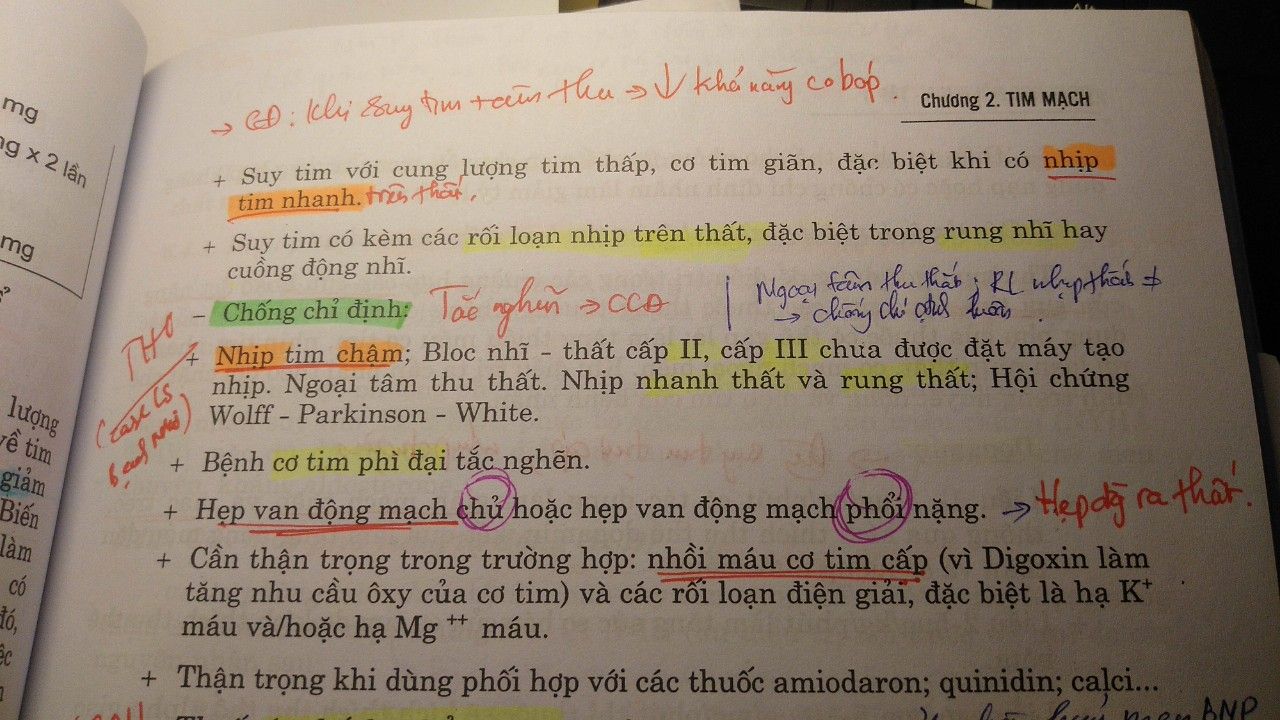 → CĐ: Khi suy tim tâm thu → ↓ khả năng co bóp.
Chương 2. TIM MẠCH
+ Suy tim với cung lượng tim thấp, cơ tim giãn, đặc biệt khi có nhịp
tim nhanh. trên thất.
+ Suy tim có kèm các rối loạn nhịp trên thất, đặc biệt trong rung nhĩ hay
cuồng động nhĩ.
– Chống chỉ định: Tắc nghẽn → CCĐ
Ngoại tâm thu thất; RL nhịp thất
→ chống chỉ định luôn.
+ Nhịp tim chậm; Bloc nhĩ - thất cấp II, cấp III chưa được đặt máy tạo
nhịp. Ngoại tâm thu thất. Nhịp nhanh thất và rung thất; Hội chứng
Wolff - Parkinson - White.
+ Bệnh cơ tim phì đại tắc nghẽn.
+ Hẹp van động mạch chủ hoặc hẹp van động mạch phổi nặng. → Hẹp đg ra thất.
+ Cần thận trọng trong trường hợp: nhồi máu cơ tim cấp (vì Digoxin làm
tăng nhu cầu ôxy của cơ tim) và các rối loạn điện giải, đặc biệt là hạ K⁺
máu và/hoặc hạ Mg ⁺⁺ máu.
+ Thận trọng khi dùng phối hợp với các thuốc amiodaron; quinidin; calci...
mg
ng x 2 lần
mg
lượng
về tim
giảm
Biến
làm
có
đó,
ANP